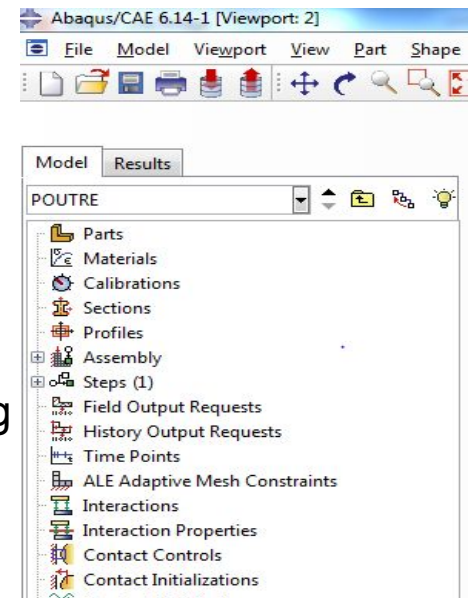 Abaqus/CAE 6.14-1 [Viewport: 2]
File Model Viewport View Part Shape
Model Results
POUTRE
Parts
Materials
Calibrations
Sections
Profiles
Assembly
Steps (1)
g
Field Output Requests
History Output Requests
Time Points
ALE Adaptive Mesh Constraints
Interactions
Interaction Properties
Contact Controls
Contact Initializations